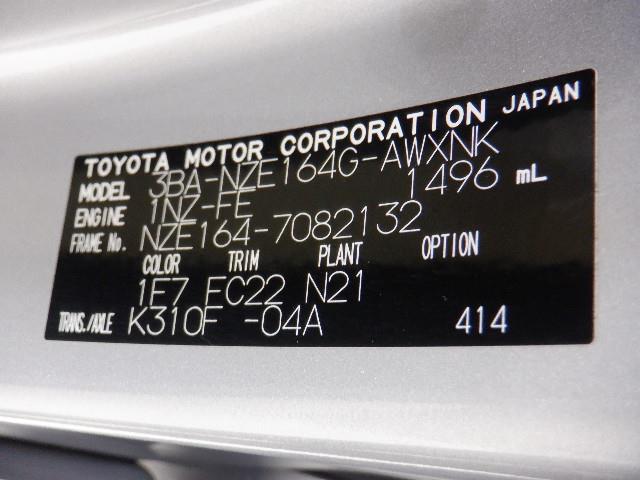 TOYOTA MOTOR CORPORATION JAPAN
MODEL 3BA-NZE164G-AWXNK
ENGINE 1NZ-FE 1496 mL
FRAME No. NZE164-7082132
COLOR TRIM PLANT OPTION
1E7 EC22 N21
TRANS./AXLE K310F -04A 414